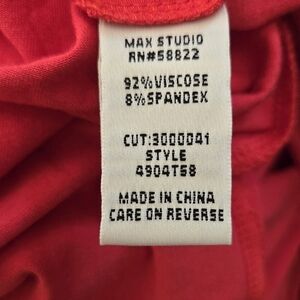 MAX STUDIO
RN#58822
92%VISCOSE
8%SPANDEX
CUT:3000041
STYLE
4904T58
MADE IN CHINA
CARE ON REVERSE